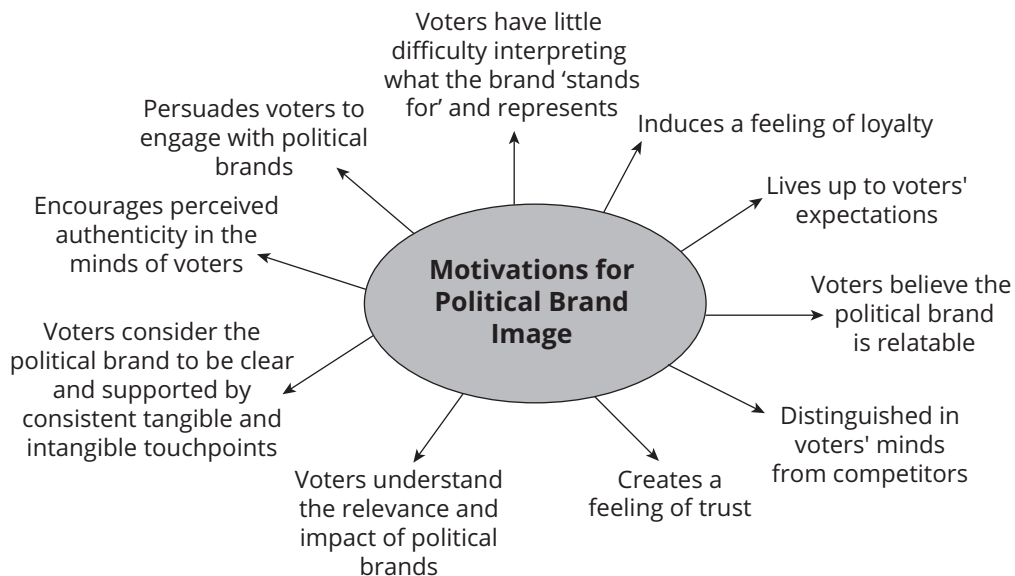 Voters have little
difficulty interpreting
what the brand ‘stands
for’ and represents
Induces a feeling of loyalty
Lives up to voters'
expectations
Voters believe the
political brand
is relatable
Distinguished in
voters' minds
from competitors
Creates a
feeling of trust
Voters understand
the relevance and
impact of political
brands
Voters consider the
political brand to be clear
and supported by
consistent tangible and
intangible touchpoints
Encourages perceived
authenticity in the
minds of voters
Persuades voters to
engage with political
brands
Motivations for
Political Brand
Image